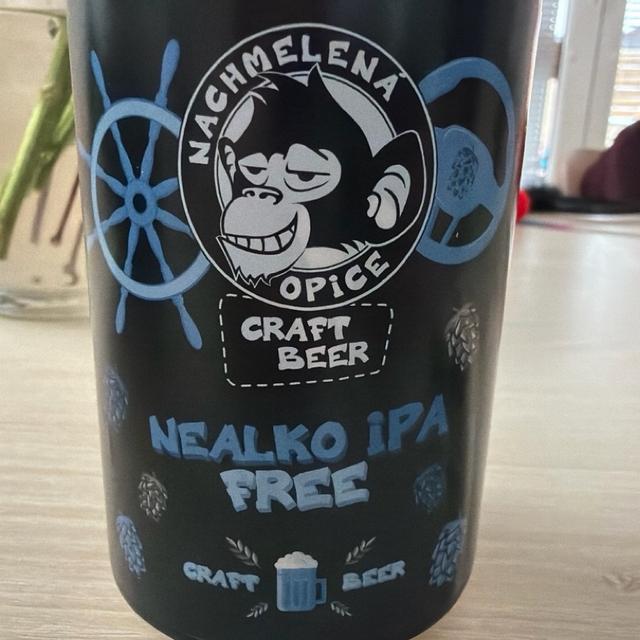 NACHMELENÁ
OPICE
CRAFT
BEER
NEALKO iPA
FREE
CRAFT BEER